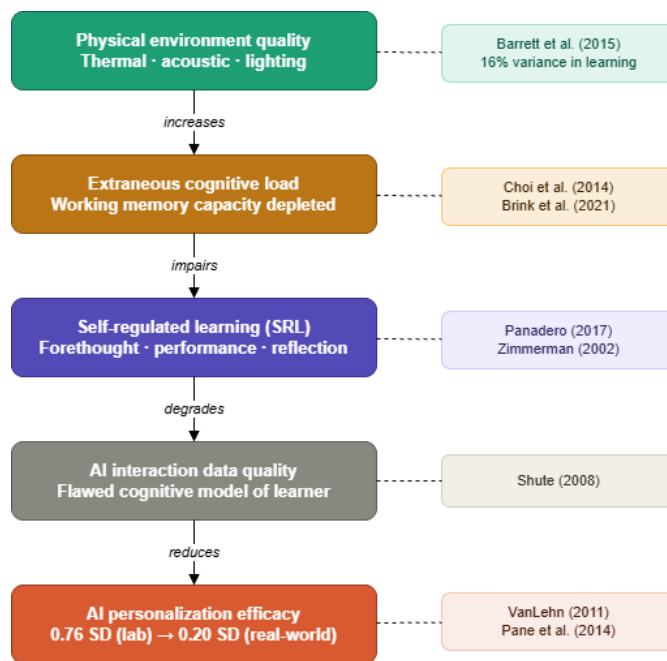 Physical environment quality
Thermal · acoustic · lighting
Barrett et al. (2015)
16% variance in learning
increases
Extraneous cognitive load
Working memory capacity depleted
Choi et al. (2014)
Brink et al. (2021)
impairs
Self-regulated learning (SRL)
Forethought · performance · reflection
Panadero (2017)
Zimmerman (2002)
degrades
AI interaction data quality
Flawed cognitive model of learner
Shute (2008)
reduces
AI personalization efficacy
0.76 SD (lab) → 0.20 SD (real-world)
VanLehn (2011)
Pane et al. (2014)